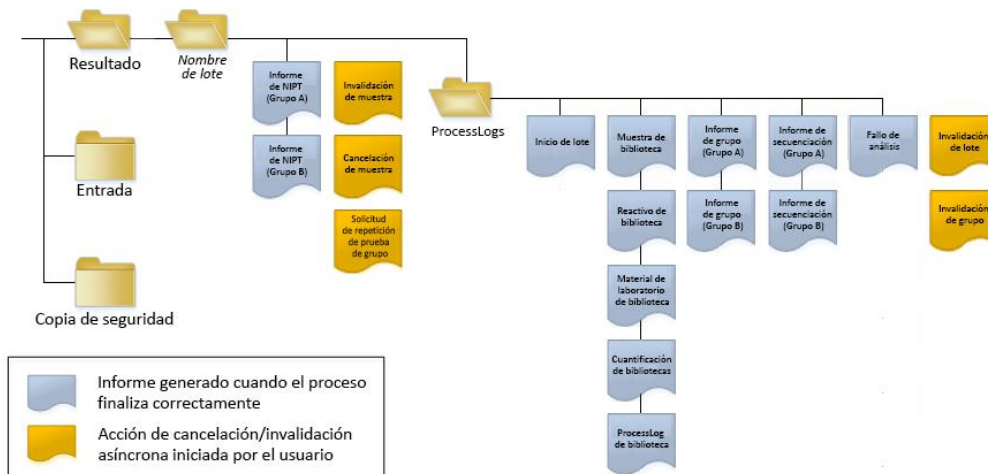 Resultado
Nombre
de lote
Informe
de NIPT
(Grupo A)
Invalidación
de muestra
Informe
de NIPT
(Grupo B)
Cancelación
de muestra
Solicitud
de repetición
de prueba
de grupo
Entrada
Copia de seguridad
ProcessLogs
Inicio de lote
Muestra de
biblioteca
Informe
de grupo
(Grupo A)
Informe de
secuenciación
(Grupo A)
Fallo de
análisis
Invalidación
de lote
Reactivo de
biblioteca
Informe
de grupo
(Grupo B)
Informe de
secuenciación
(Grupo B)
Invalidación
de grupo
Material de
laboratorio
de biblioteca
Cuantificación
de bibliotecas
ProcessLog
de biblioteca
Informe generado cuando el proceso
finaliza correctamente
Acción de cancelación/invalidación
asíncrona iniciada por el usuario